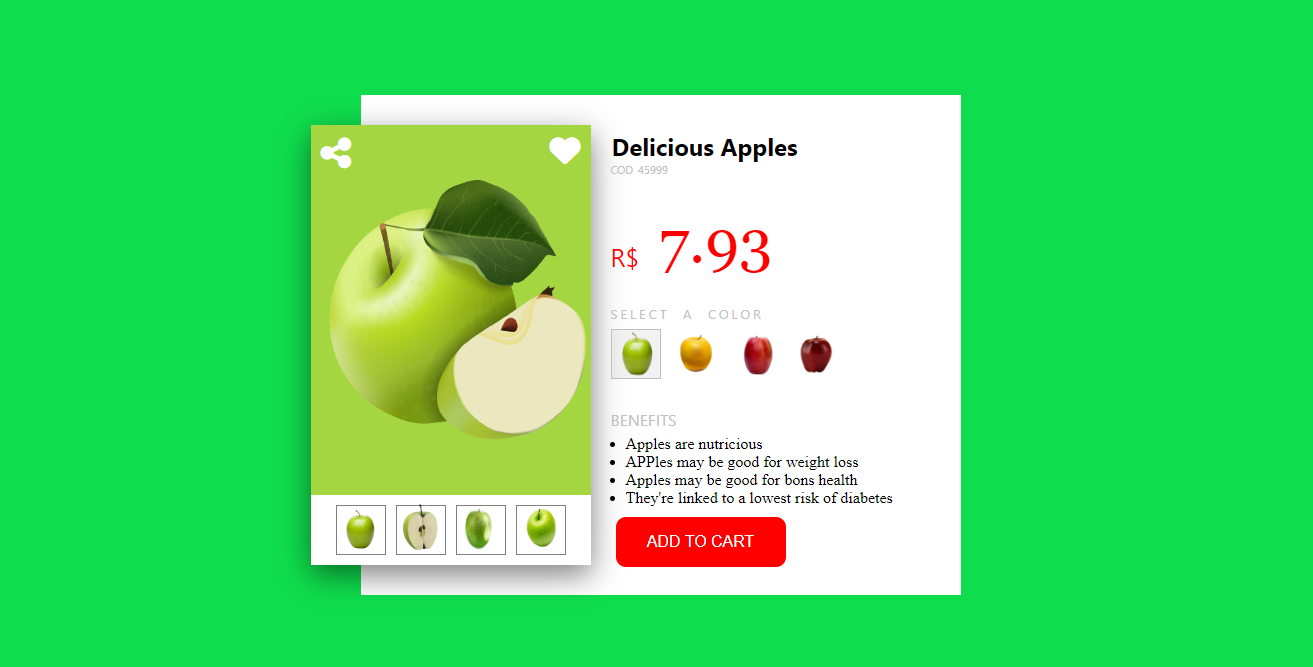 Delicious Apples
COD 45999
R$ 7.93
SELECT A COLOR
BENEFITS
Apples are nutricious
APPles may be good for weight loss
Apples may be good for bons health
They're linked to a lowest risk of diabetes
ADD TO CART